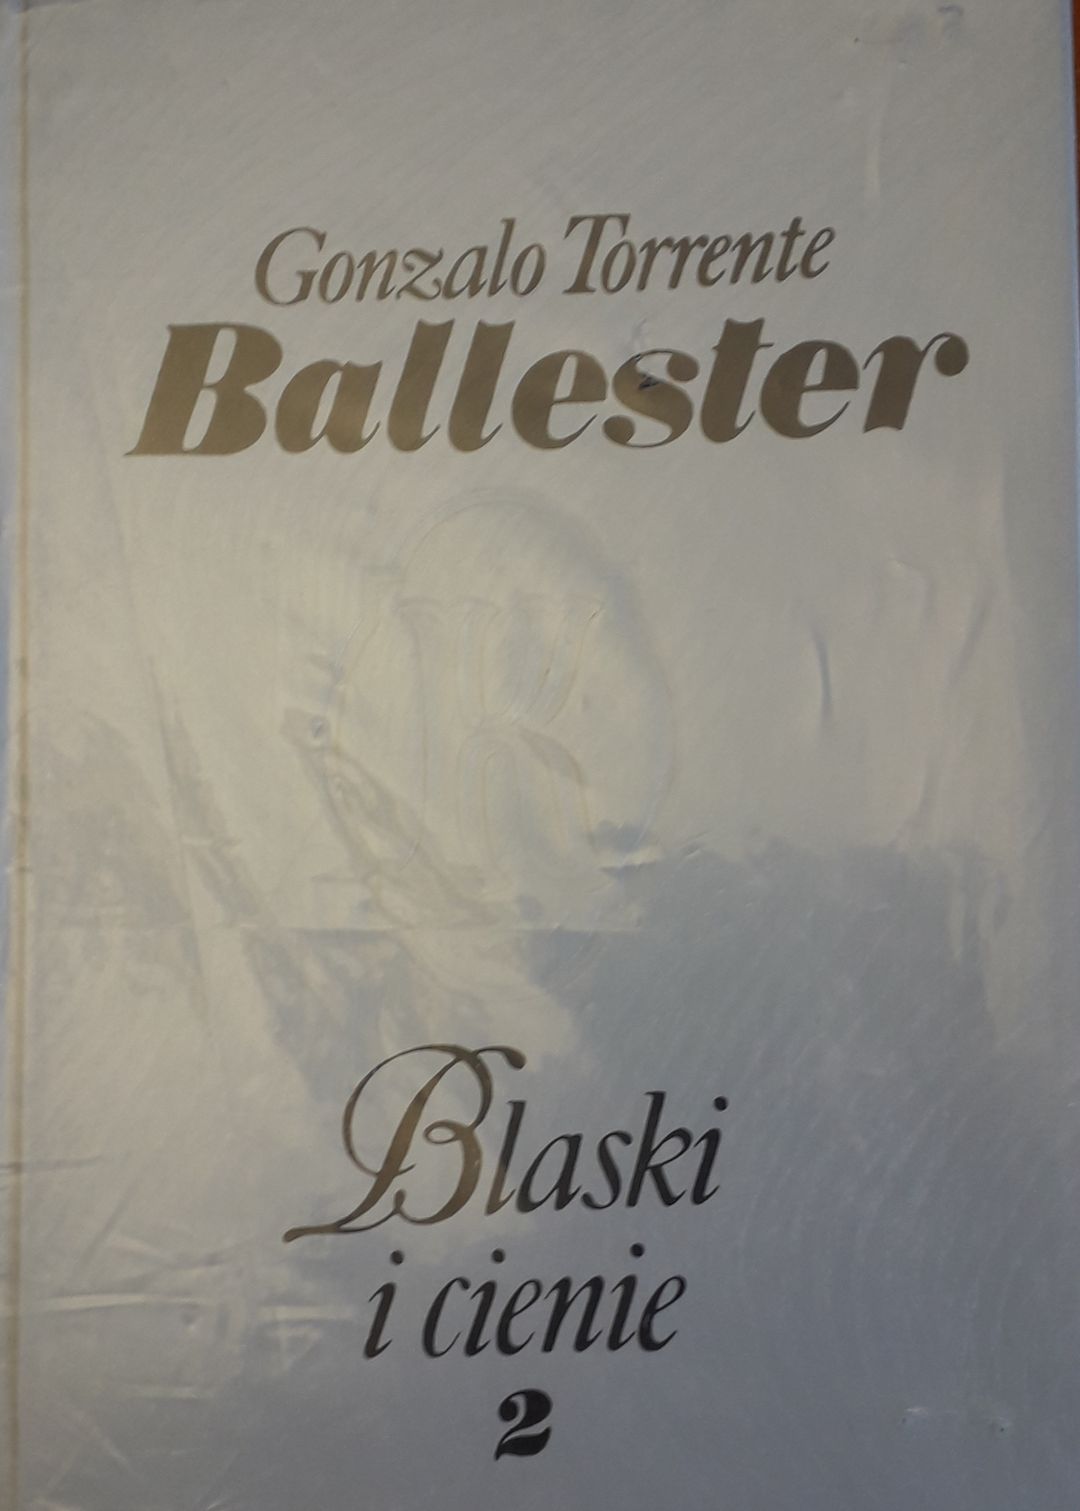 Gonzalo Torrente
Ballester
K
Blaski
i cienie
2